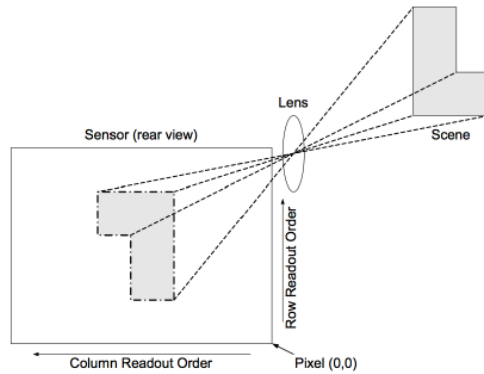 Lens
Scene
Sensor (rear view)
Row Readout Order
Column Readout Order
Pixel (0,0)